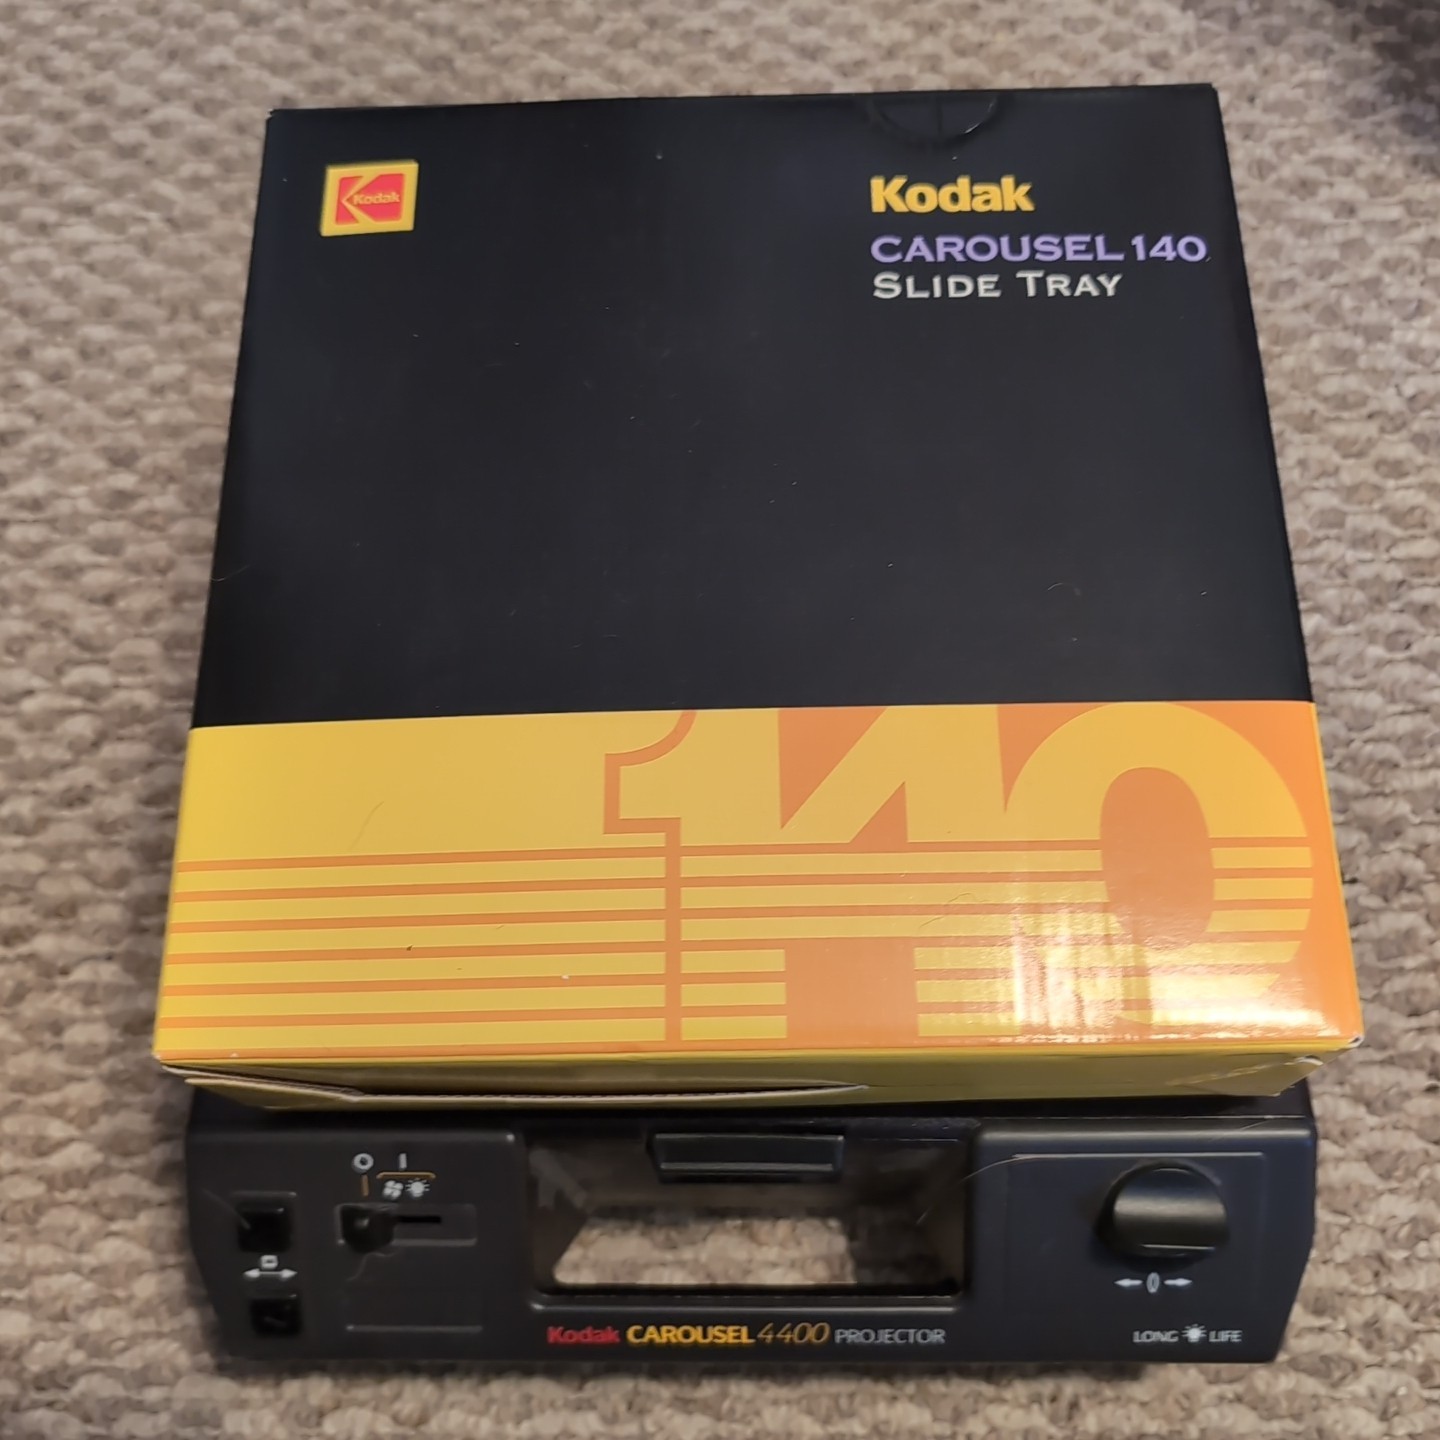 Kodak
Kodak
CAROUSEL 140
SLIDE TRAY
140
Kodak CAROUSEL 4400 PROJECTOR
LONG LIFE